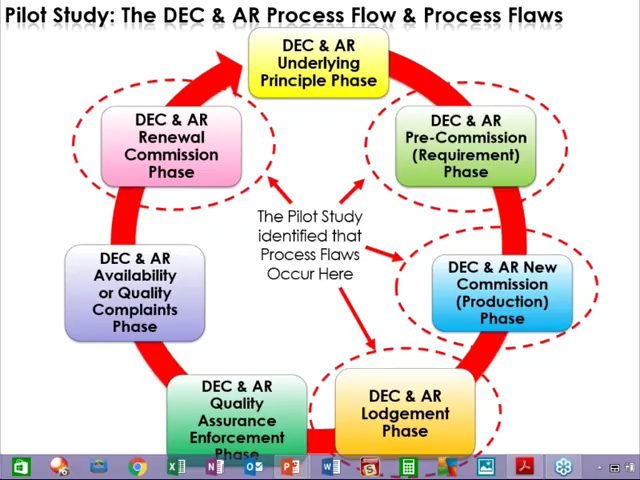 Pilot Study: The DEC & AR Process Flow & Process Flaws
DEC & AR
Underlying
Principle Phase
DEC & AR
Pre-Commission
(Requirement)
Phase
DEC & AR New
Commission
(Production)
Phase
DEC & AR
Lodgement
Phase
DEC & AR
Quality
Assurance
Enforcement
Phase
DEC & AR
Availability
or Quality
Complaints
Phase
DEC & AR
Renewal
Commission
Phase
The Pilot Study
identified that
Process Flaws
Occur Here